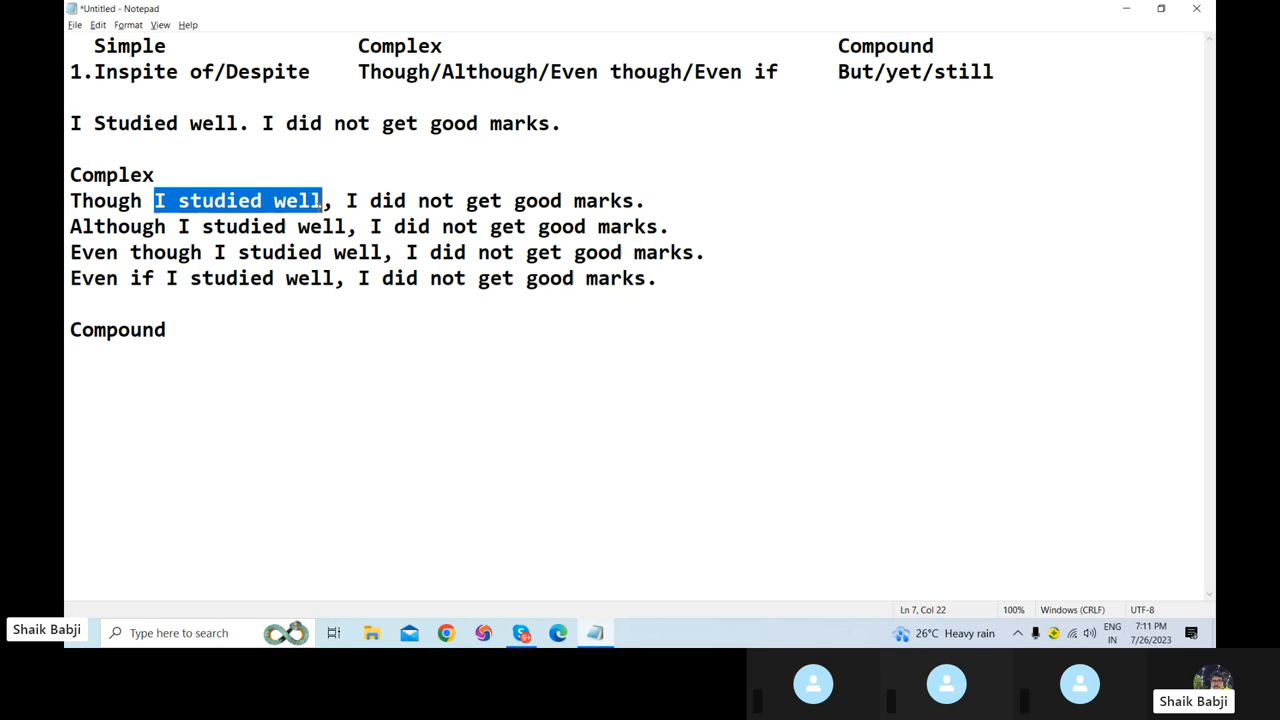 *Untitled - Notepad
File Edit Format View Help
Simple Complex Compound
1.Inspite of/Despite Though/Although/Even though/Even if But/yet/still
I Studied well. I did not get good marks.
Complex
Though I studied well, I did not get good marks.
Although I studied well, I did not get good marks.
Even though I studied well, I did not get good marks.
Even if I studied well, I did not get good marks.
Compound
Ln 7, Col 22 100% Windows (CRLF) UTF-8
Shaik Babji
Type here to search
26°C Heavy rain
ENG
IN
7:11 PM
7/26/2023
Shaik Babji